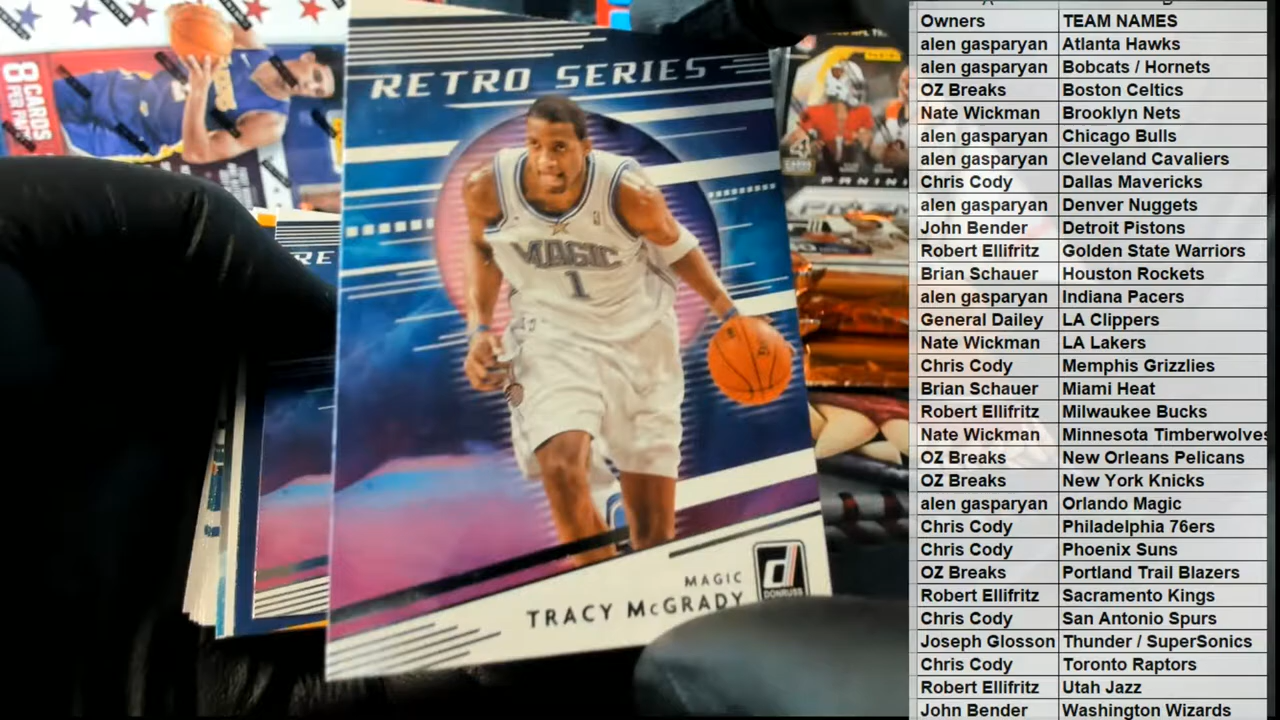 8 CARDS
PER PA
RE
RETRO SERIES
MAGIC
1
MAGIC
TRACY McGRADY
DONRUSS
PANINI
4
Owners TEAM NAMES
alen gasparyan Atlanta Hawks
alen gasparyan Bobcats / Hornets
OZ Breaks Boston Celtics
Nate Wickman Brooklyn Nets
alen gasparyan Chicago Bulls
alen gasparyan Cleveland Cavaliers
Chris Cody Dallas Mavericks
alen gasparyan Denver Nuggets
John Bender Detroit Pistons
Robert Ellifritz Golden State Warriors
Brian Schauer Houston Rockets
alen gasparyan Indiana Pacers
General Dailey LA Clippers
Nate Wickman LA Lakers
Chris Cody Memphis Grizzlies
Brian Schauer Miami Heat
Robert Ellifritz Milwaukee Bucks
Nate Wickman Minnesota Timberwolves
OZ Breaks New Orleans Pelicans
OZ Breaks New York Knicks
alen gasparyan Orlando Magic
Chris Cody Philadelphia 76ers
Chris Cody Phoenix Suns
OZ Breaks Portland Trail Blazers
Robert Ellifritz Sacramento Kings
Chris Cody San Antonio Spurs
Joseph Glosson Thunder / SuperSonics
Chris Cody Toronto Raptors
Robert Ellifritz Utah Jazz
John Bender Washington Wizards